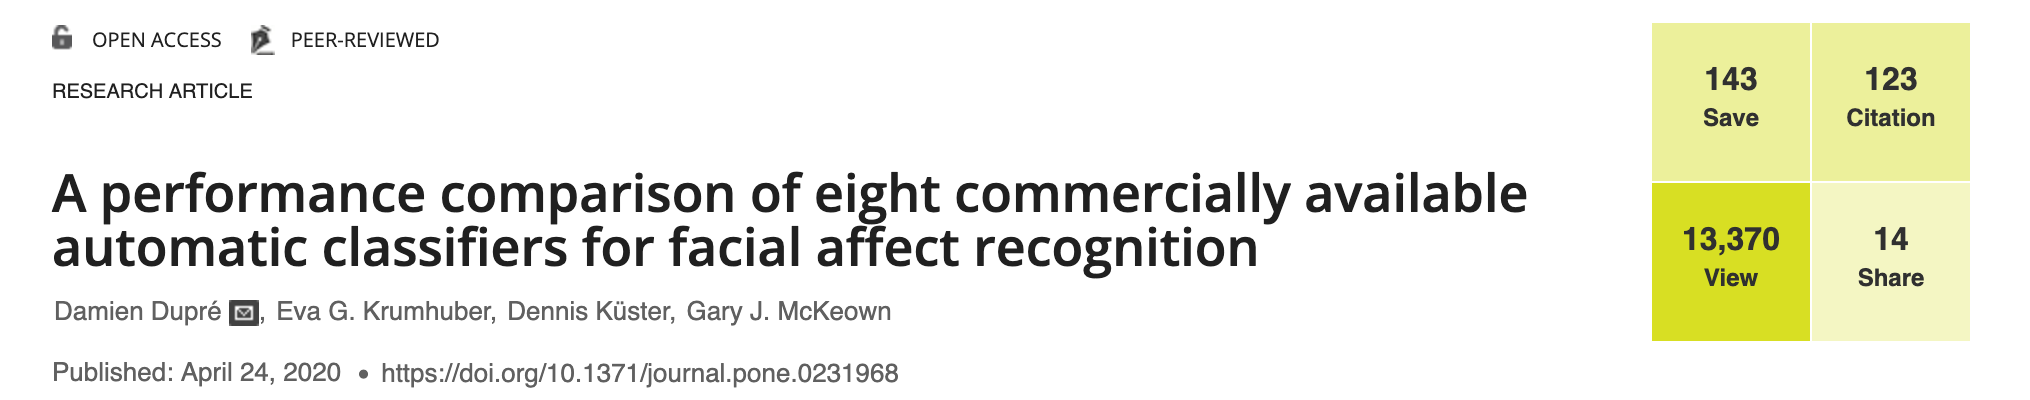 OPEN ACCESS PEER-REVIEWED
RESEARCH ARTICLE
A performance comparison of eight commercially available
automatic classifiers for facial affect recognition
Damien Dupré, Eva G. Krumhuber, Dennis Küster, Gary J. McKeown
Published: April 24, 2020 • https://doi.org/10.1371/journal.pone.0231968
143
Save
123
Citation
13,370
View
14
Share